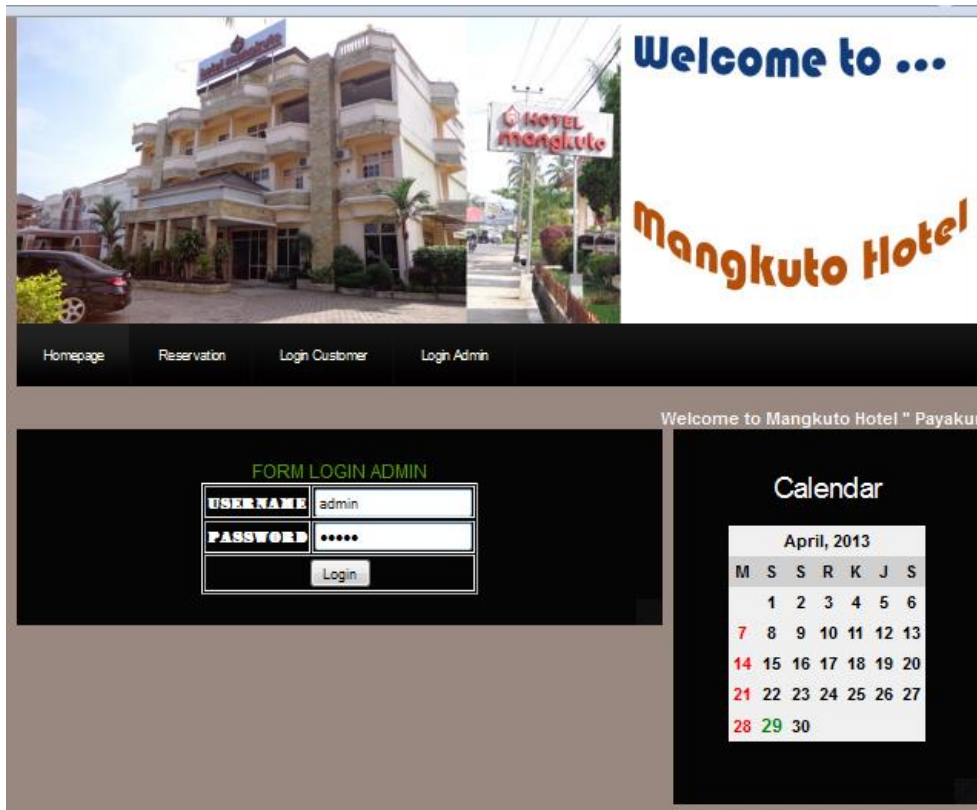 hotel mangkuto
HOTEL
mangkuto
Welcome to ...
Mangkuto Hotel
Homepage Reservation Login Customer Login Admin
Welcome to Mangkuto Hotel " Payaku
FORM LOGIN ADMIN
USERNAME admin
PASSWORD •••••
Login
Calendar
April, 2013
M S S R K J S
1 2 3 4 5 6
7 8 9 10 11 12 13
14 15 16 17 18 19 20
21 22 23 24 25 26 27
28 29 30